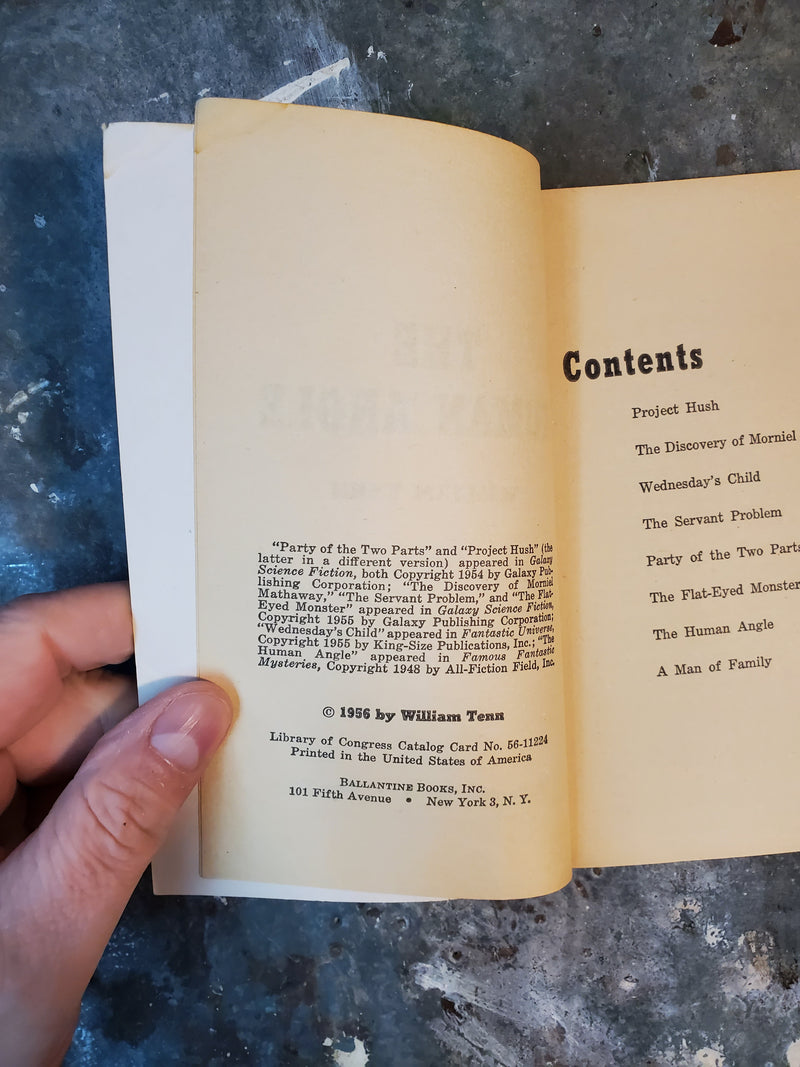 "Party of the Two Parts" and "Project Hush" (the
latter in a different version) appeared in Galaxy
Science Fiction, both Copyright 1954 by Galaxy Pub-
lishing Corporation; "The Discovery of Morniel
Mathaway," "The Servant Problem," and "The Flat-
Eyed Monster" appeared in Galaxy Science Fiction,
Copyright 1955 by Galaxy Publishing Corporation;
"Wednesday's Child" appeared in Fantastic Universe,
Copyright 1955 by King-Size Publications, Inc.; "The
Human Angle" appeared in Famous Fantastic
Mysteries, Copyright 1948 by All-Fiction Field, Inc.
© 1956 by William Tenn
Library of Congress Catalog Card No. 56-11224
Printed in the United States of America
BALLANTINE BOOKS, INC.
101 Fifth Avenue • New York 3, N. Y.
Contents
Project Hush
The Discovery of Morniel
Wednesday's Child
The Servant Problem
Party of the Two Parts
The Flat-Eyed Monster
The Human Angle
A Man of Family